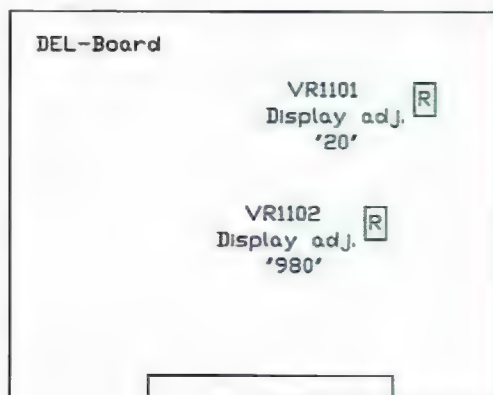 DEL-Board
VR1101
Display adj.
'20'
R
VR1102
Display adj.
'980'
R